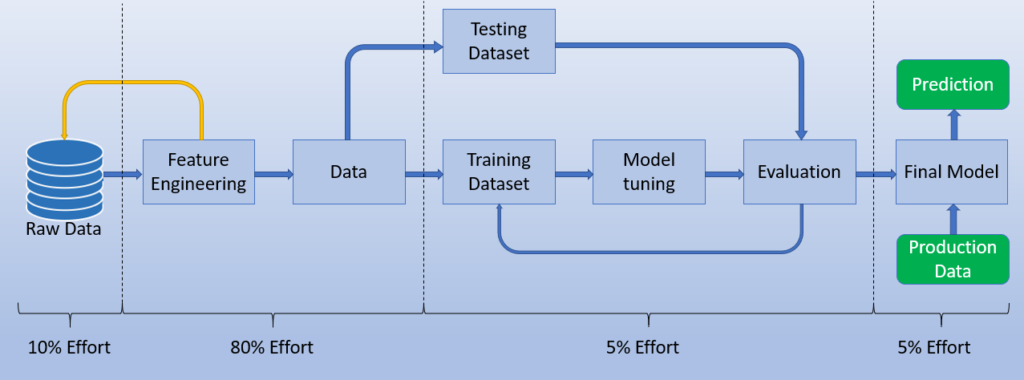 Testing
Dataset
Prediction
Raw Data
Feature
Engineering
Data
Training
Dataset
Model
tuning
Evaluation
Final Model
Production
Data
10% Effort
80% Effort
5% Effort
5% Effort